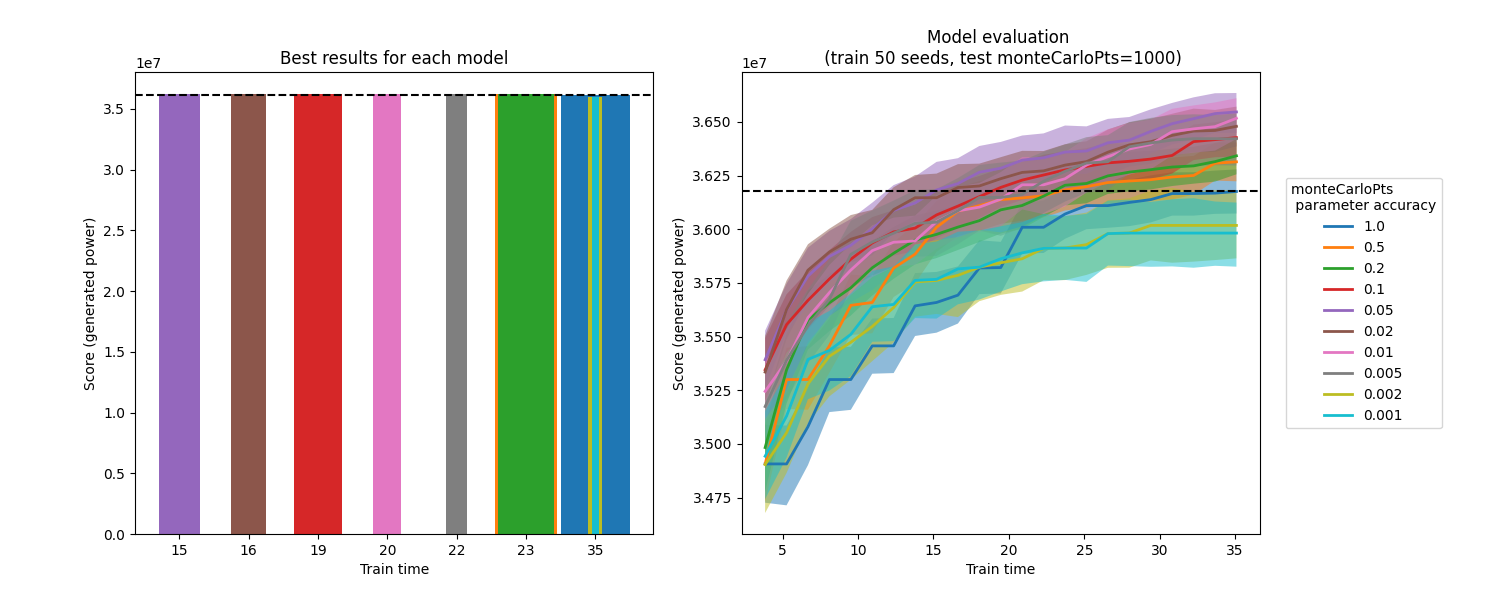 Best results for each model
1e7
Score (generated power)
3.5
3.0
2.5
2.0
1.5
1.0
0.5
0.0
15 16 19 20 22 23 35
Train time
Model evaluation
(train 50 seeds, test monteCarloPts=1000)
1e7
Score (generated power)
3.650
3.625
3.600
3.575
3.550
3.525
3.500
3.475
5 10 15 20 25 30 35
Train time
monteCarloPts
parameter accuracy
1.0
0.5
0.2
0.1
0.05
0.02
0.01
0.005
0.002
0.001